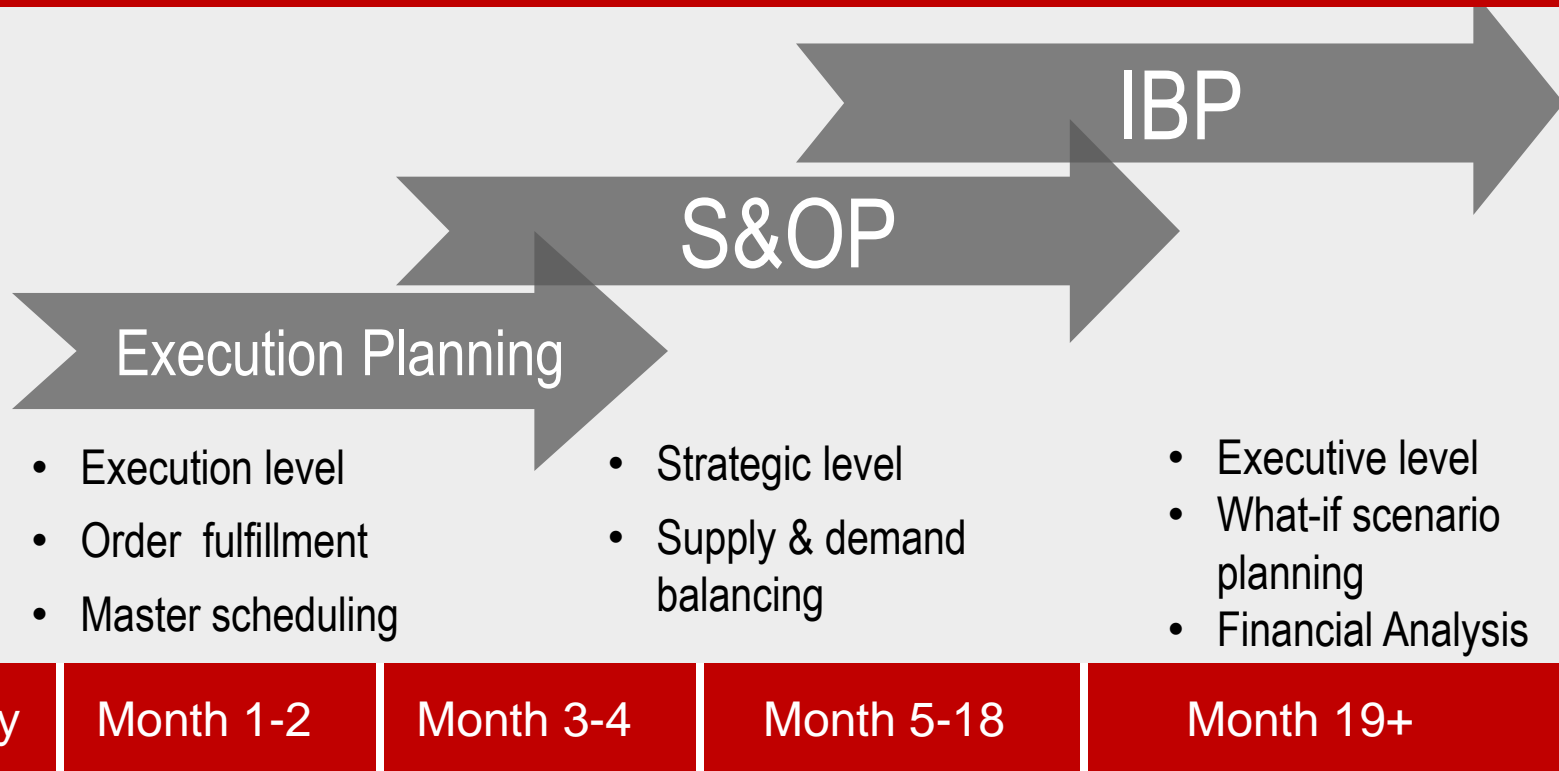 IBP
S&OP
Execution Planning
• Execution level
• Order fulfillment
• Master scheduling
• Strategic level
• Supply & demand
balancing
• Executive level
• What-if scenario
planning
• Financial Analysis
y
Month 1-2
Month 3-4
Month 5-18
Month 19+